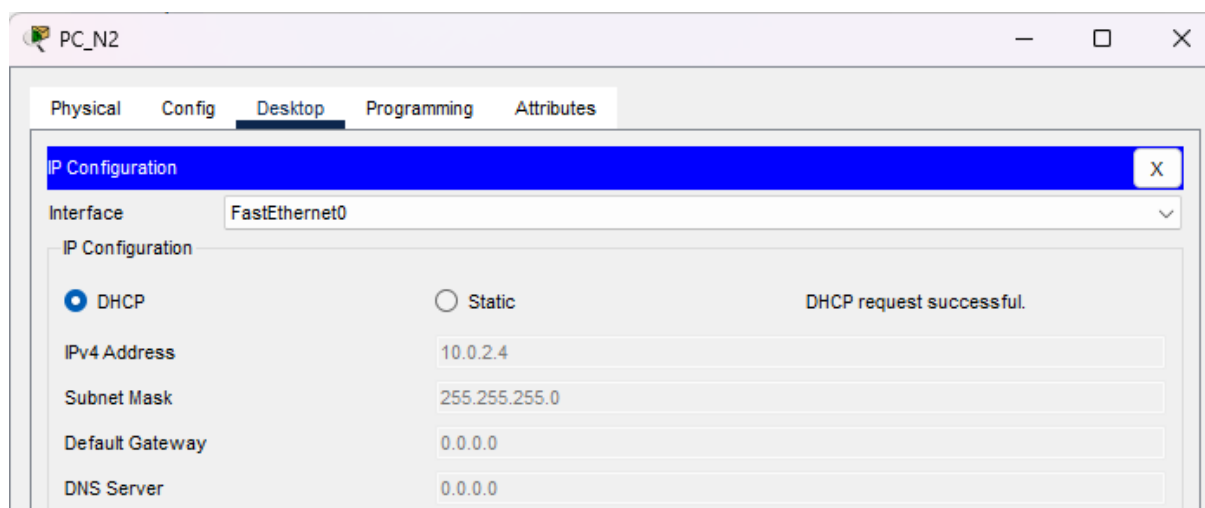 PC_N2
Physical Config Desktop Programming Attributes
IP Configuration X
Interface FastEthernet0
IP Configuration
DHCP Static DHCP request successful.
IPv4 Address 10.0.2.4
Subnet Mask 255.255.255.0
Default Gateway 0.0.0.0
DNS Server 0.0.0.0